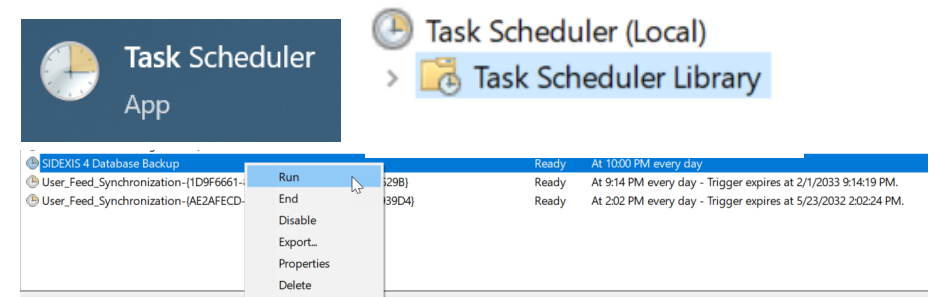 Task Scheduler
App
Task Scheduler (Local)
Task Scheduler Library
SIDEXIS 4 Database Backup Ready At 10:00 PM every day
User_Feed_Synchronization-{1D9F6661- 529B} Ready At 9:14 PM every day - Trigger expires at 2/1/2033 9:14:19 PM.
User_Feed_Synchronization-{AE2AFECD- 939D4} Ready At 2:02 PM every day - Trigger expires at 5/23/2032 2:02:24 PM.
Run
End
Disable
Export...
Properties
Delete